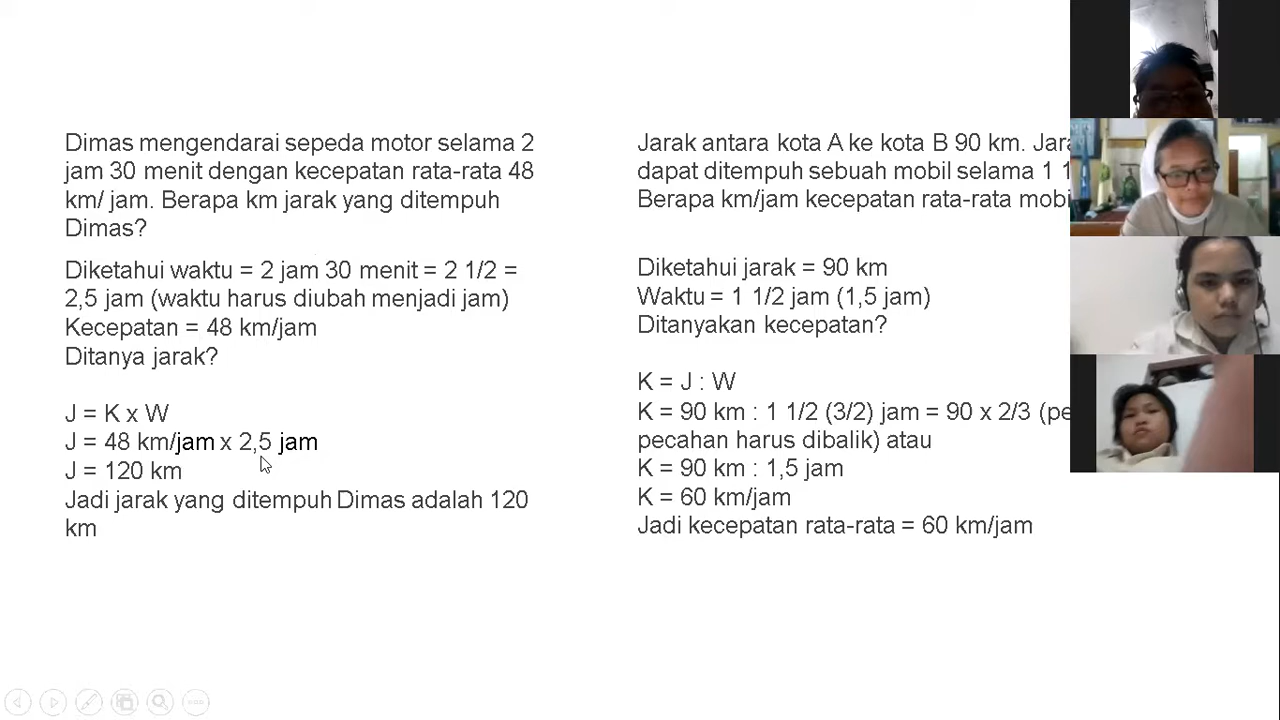 Dimas mengendarai sepeda motor selama 2
jam 30 menit dengan kecepatan rata-rata 48
km/ jam. Berapa km jarak yang ditempuh
Dimas?
Diketahui waktu = 2 jam 30 menit = 2 1/2 =
2,5 jam (waktu harus diubah menjadi jam)
Kecepatan = 48 km/jam
Ditanya jarak?
J = K x W
J = 48 km/jam x 2,5 jam
J = 120 km
Jadi jarak yang ditempuh Dimas adalah 120
km
Jarak antara kota A ke kota B 90 km.
dapat ditempuh sebuah mobil selama 1
Berapa km/jam kecepatan rata-rata
Diketahui jarak = 90 km
Waktu = 1 1/2 jam (1,5 jam)
Ditanyakan kecepatan?
K = J : W
K = 90 km : 1 1/2 (3/2) jam = 90 x 2/3
pecahan harus dibalik) atau
K = 90 km : 1,5 jam
K = 60 km/jam
Jadi kecepatan rata-rata = 60 km/jam